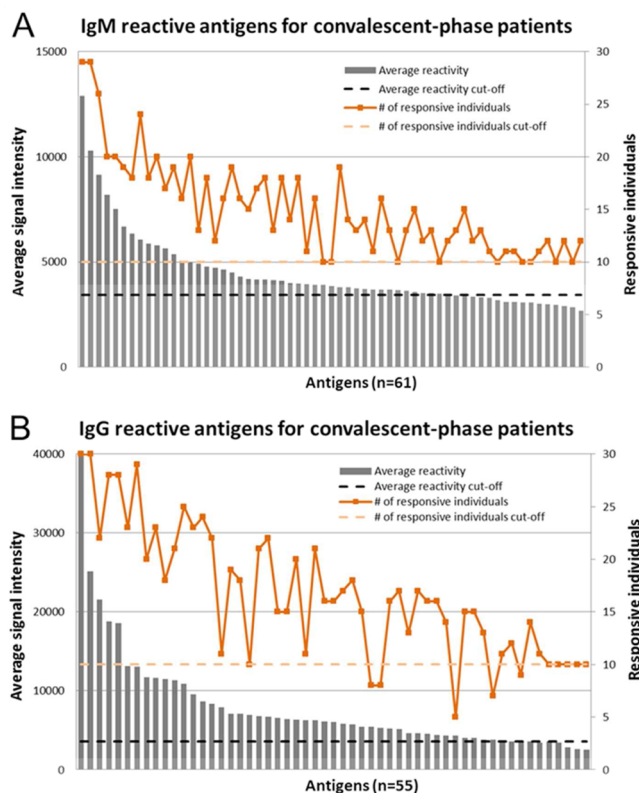 A
IgM reactive antigens for convalescent-phase patients
15000
10000
5000
0
Average signal intensity
Average reactivity
Average reactivity cut-off
# of responsive individuals
# of responsive individuals cut-off
30
25
20
15
10
5
0
Responsive individuals
Antigens (n=61)
B
IgG reactive antigens for convalescent-phase patients
40000
30000
20000
10000
0
Average signal intensity
Average reactivity
Average reactivity cut-off
# of responsive individuals
# of responsive individuals cut-off
30
25
20
15
10
5
0
Responsive individuals
Antigens (n=55)